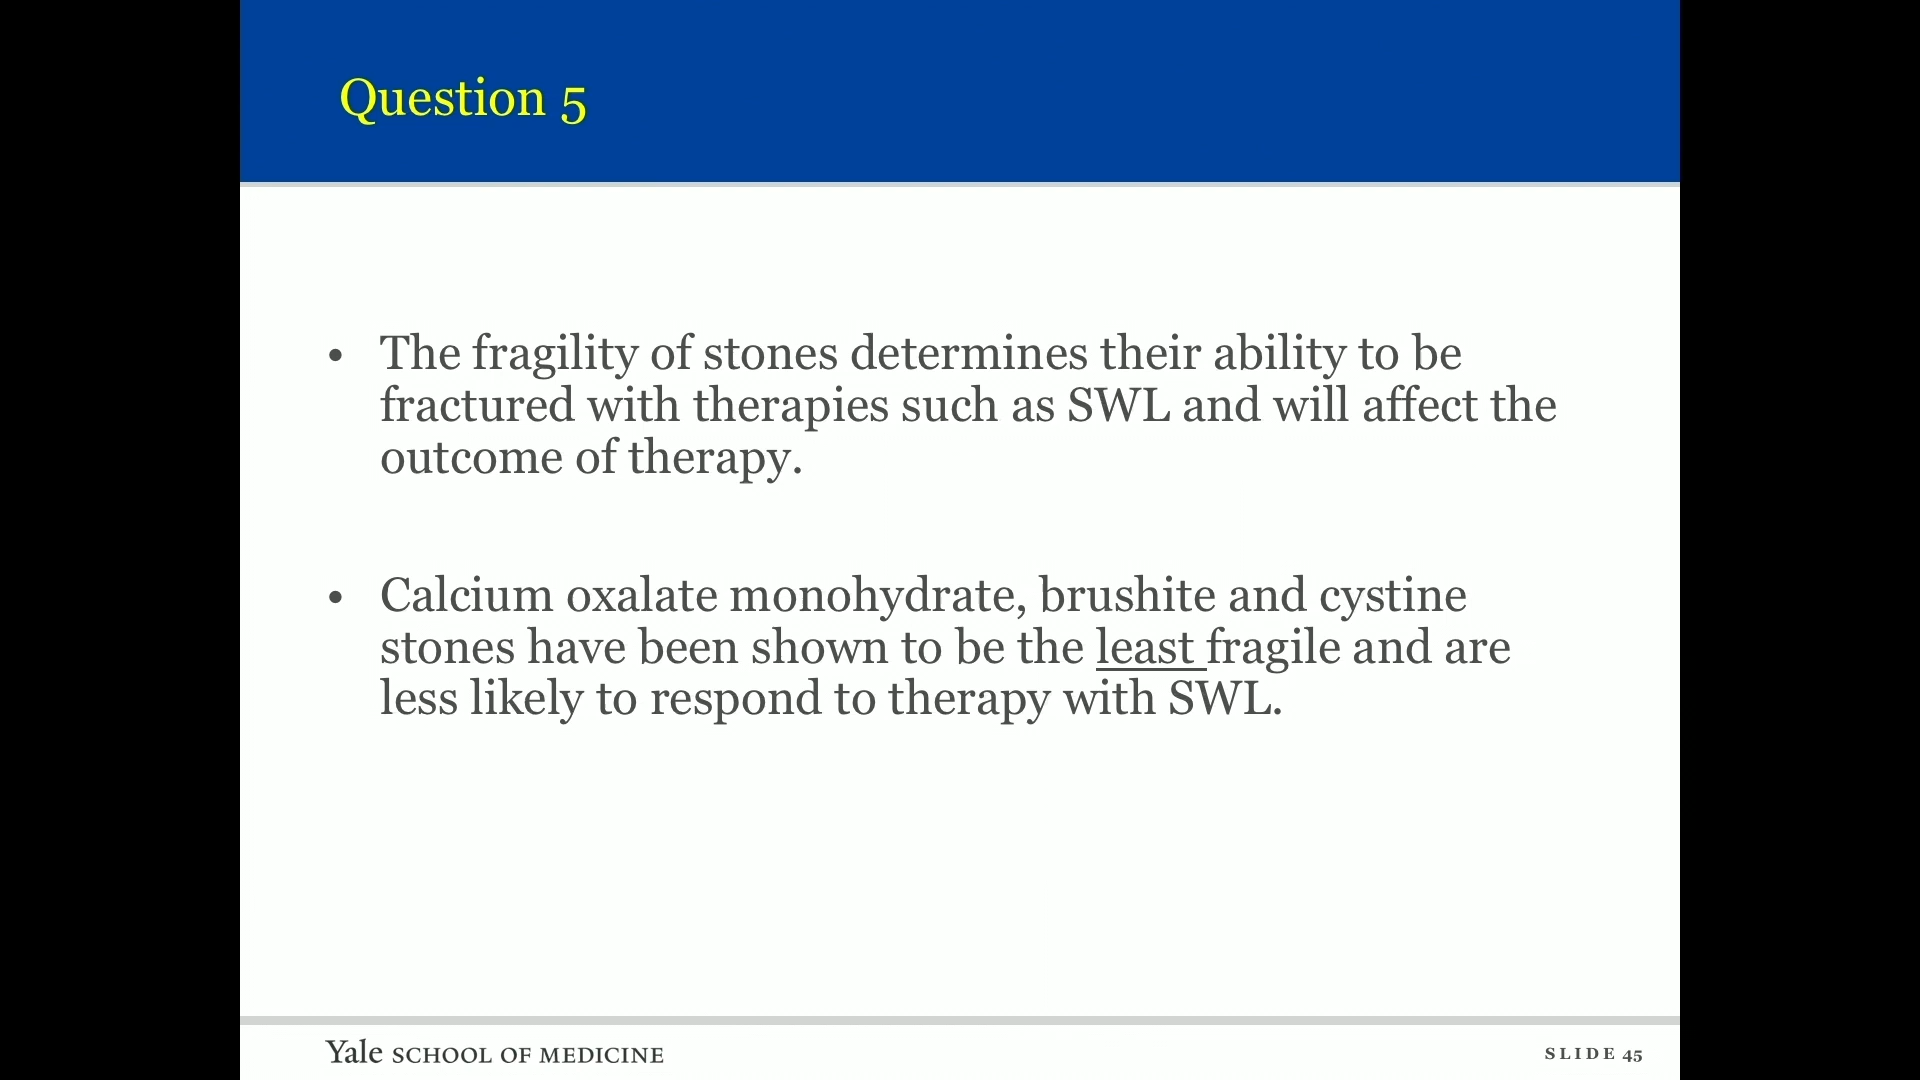 Question 5
• The fragility of stones determines their ability to be
fractured with therapies such as SWL and will affect the
outcome of therapy.
• Calcium oxalate monohydrate, brushite and cystine
stones have been shown to be the least fragile and are
less likely to respond to therapy with SWL.
Yale SCHOOL OF MEDICINE
SLIDE 45